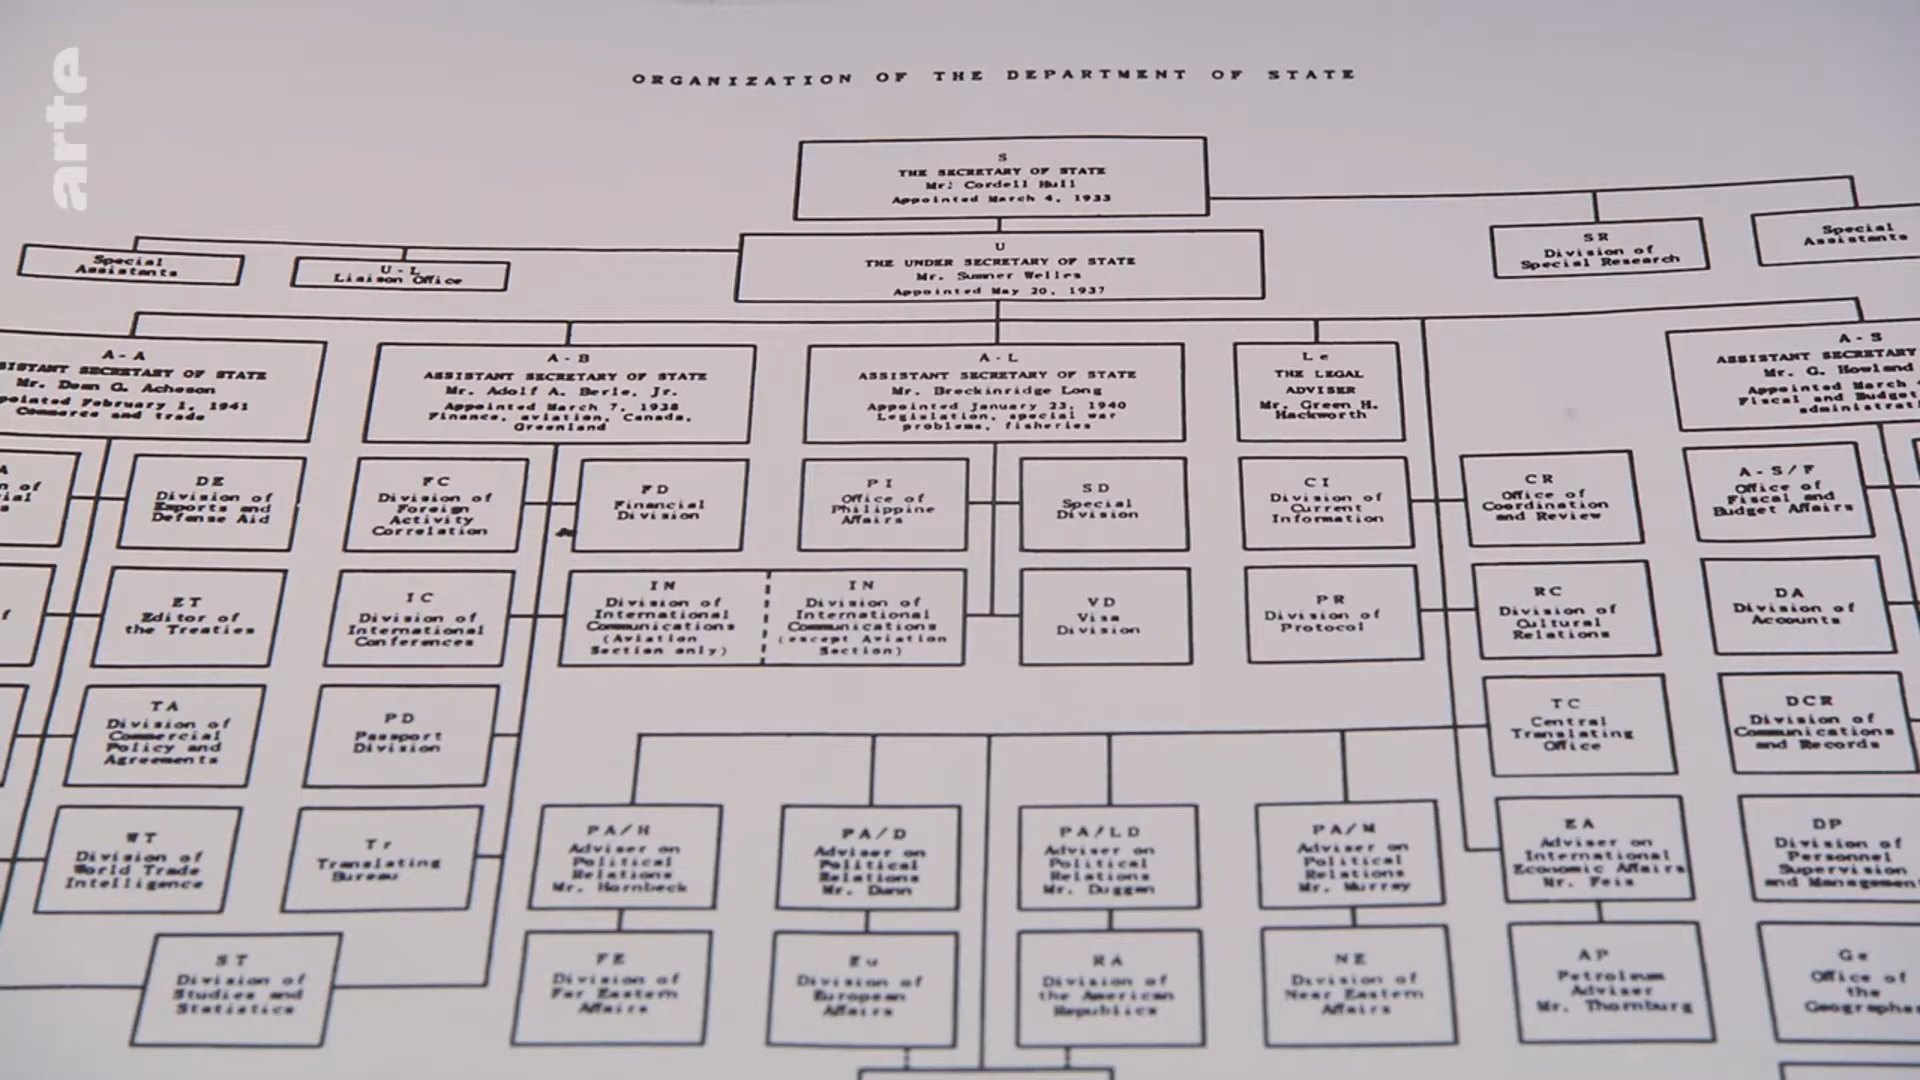 arte
ORGANIZATION OF THE DEPARTMENT OF STATE
S
THE SECRETARY OF STATE
Mr. Cordell Hull
Appointed March 4, 1933
U
THE UNDER SECRETARY OF STATE
Mr. Sumner Welles
Appointed May 20, 1937
Special
Assistants
U-L
Liaison Office
SR
Division of
Special Research
Special
Assistants
A-A
ASSISTANT SECRETARY OF STATE
Mr. Dean G. Acheson
Appointed February 1, 1941
Commerce and trade
A-B
ASSISTANT SECRETARY OF STATE
Mr. Adolf A. Berle, Jr.
Appointed March 7, 1938
Finance, aviation, Canada,
Greenland
A-L
ASSISTANT SECRETARY OF STATE
Mr. Breckinridge Long
Appointed January 23, 1940
Legislation, special war
problems, fisheries
Le
THE LEGAL
ADVISER
Mr. Green H.
Hackworth
A-S
ASSISTANT SECRETARY
Mr. G. Howland
Appointed March
Fiscal and Budget
administrat
DE
Division of
Exports and
Defense Aid
FC
Division of
Foreign
Activity
Correlation
FD
Financial
Division
PI
Office of
Philippine
Affairs
SD
Special
Division
CI
Division of
Current
Information
CR
Office of
Coordination
and Review
A-S/F
Office of
Fiscal and
Budget Affairs
ET
Editor of
the Treaties
IC
Division of
International
Conferences
IN
Division of
International
Communications
(Aviation
Section only)
IN
Division of
International
Communications
(except Aviation
Section)
VD
Visa
Division
PR
Division of
Protocol
RC
Division of
Cultural
Relations
DA
Division of
Accounts
TA
Division of
Commercial
Policy and
Agreements
PD
Passport
Division
TC
Central
Translating
Office
DCR
Division of
Communications
and Records
WT
Division of
World Trade
Intelligence
Tr
Translating
Bureau
PA/H
Adviser on
Political
Relations
Mr. Hornbeck
PA/D
Adviser on
Political
Relations
Mr. Dunn
PA/LD
Adviser on
Political
Relations
Mr. Duggan
PA/M
Adviser on
Political
Relations
Mr. Murray
EA
Adviser on
International
Economic Affairs
Mr. Feis
DP
Division of
Personnel
Supervision
and Management
ST
Division of
Studies and
Statistics
FE
Division of
Far Eastern
Affairs
Eu
Division of
European
Affairs
RA
Division of
the American
Republics
NE
Division of
Near Eastern
Affairs
AP
Petroleum
Adviser
Mr. Thornburg
Ge
Office of
the
Geographer